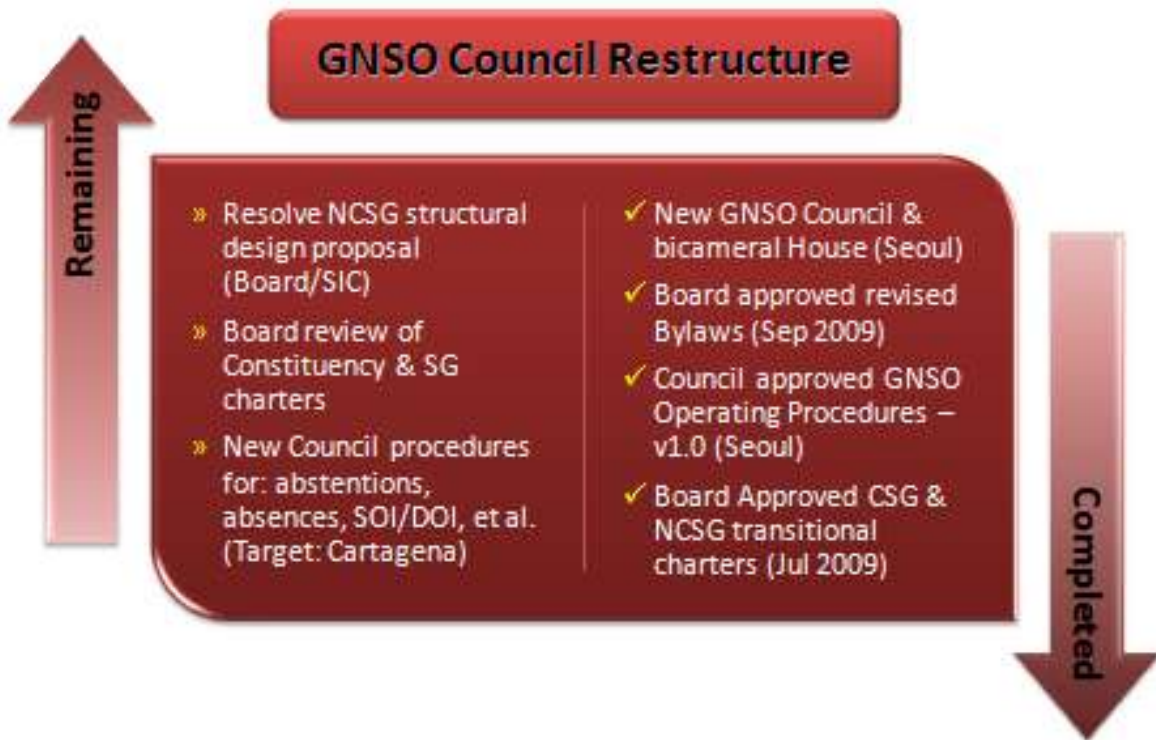 GNSO Council Restructure
Remaining
» Resolve NCSG structural
design proposal
(Board/SIC)
» Board review of
Constituency & SG
charters
» New Council procedures
for: abstentions,
absences, SOI/DOI, et al.
(Target: Cartagena)
✓ New GNSO Council &
bicameral House (Seoul)
✓ Board approved revised
Bylaws (Sep 2009)
✓ Council approved GNSO
Operating Procedures –
v1.0 (Seoul)
✓ Board Approved CSG &
NCSG transitional
charters (Jul 2009)
Completed